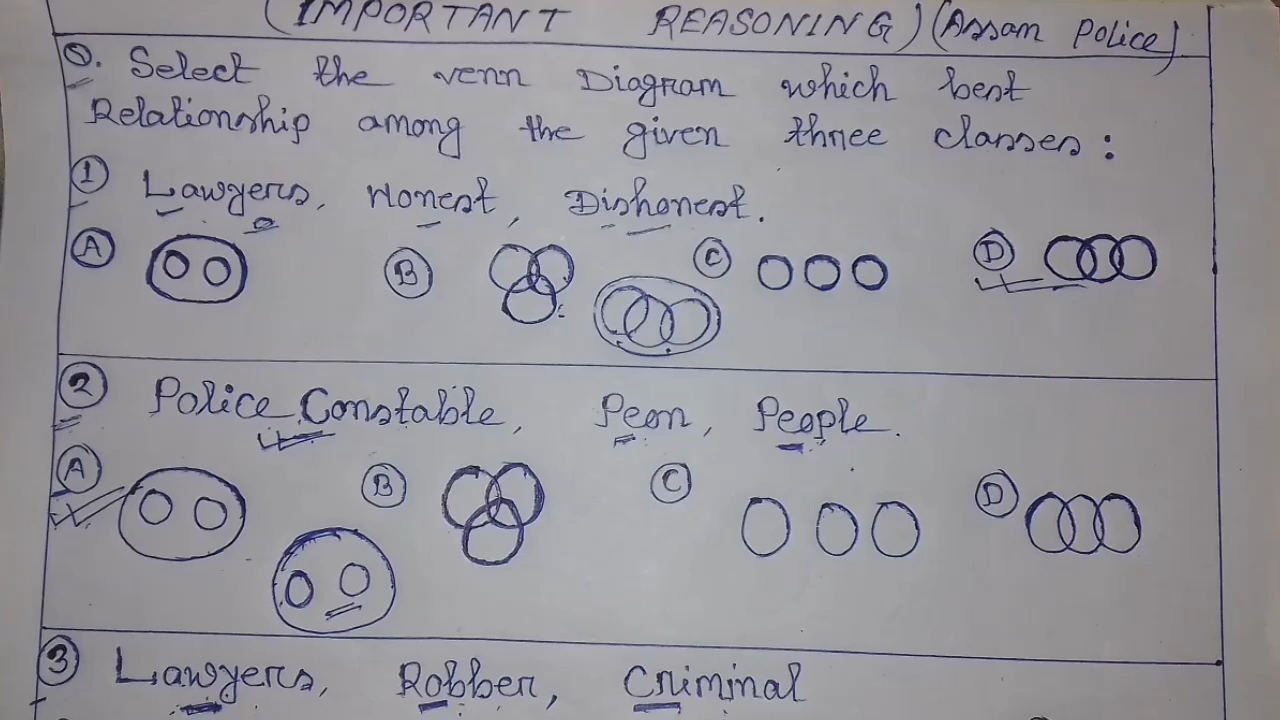 (IMPORTANT REASONING) (Assam Police)
Q. Select the venn Diagram which best
Relationship among the given three classes :
1 Lawyers, Honest, Dishonest.
A B C D
2 Police Constable, Peon, People.
A B C D
3 Lawyers, Robber, Criminal